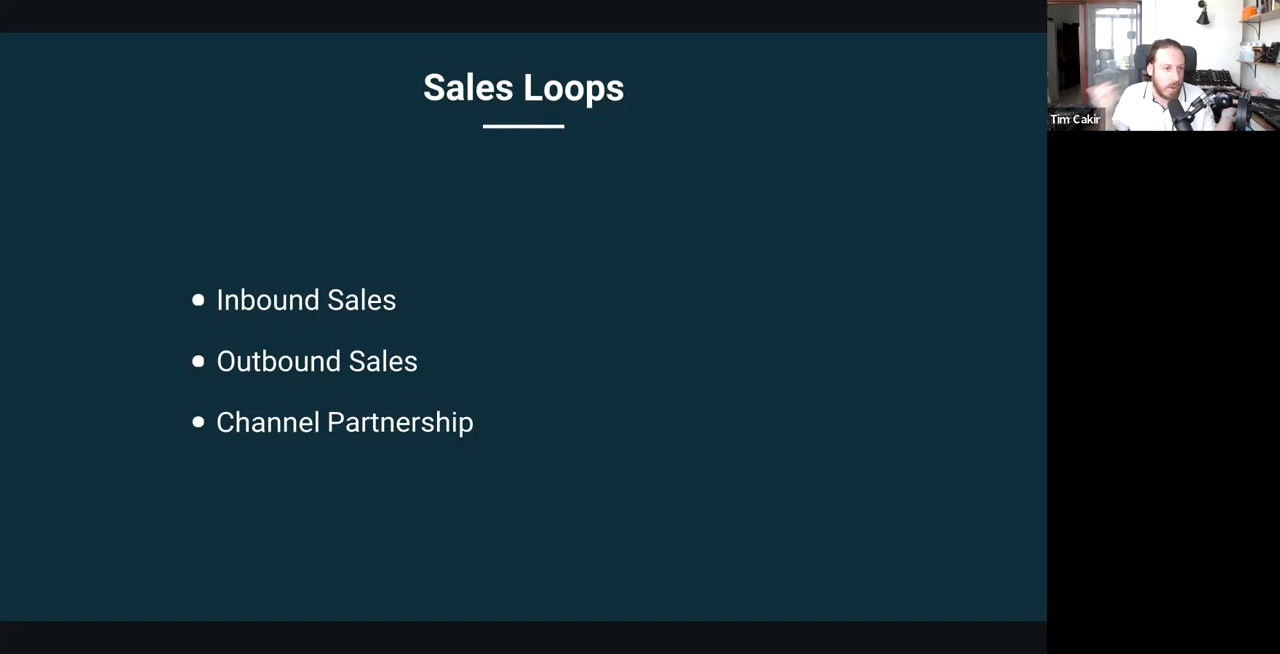 Sales Loops
Inbound Sales
Outbound Sales
Channel Partnership
Tim Cakir